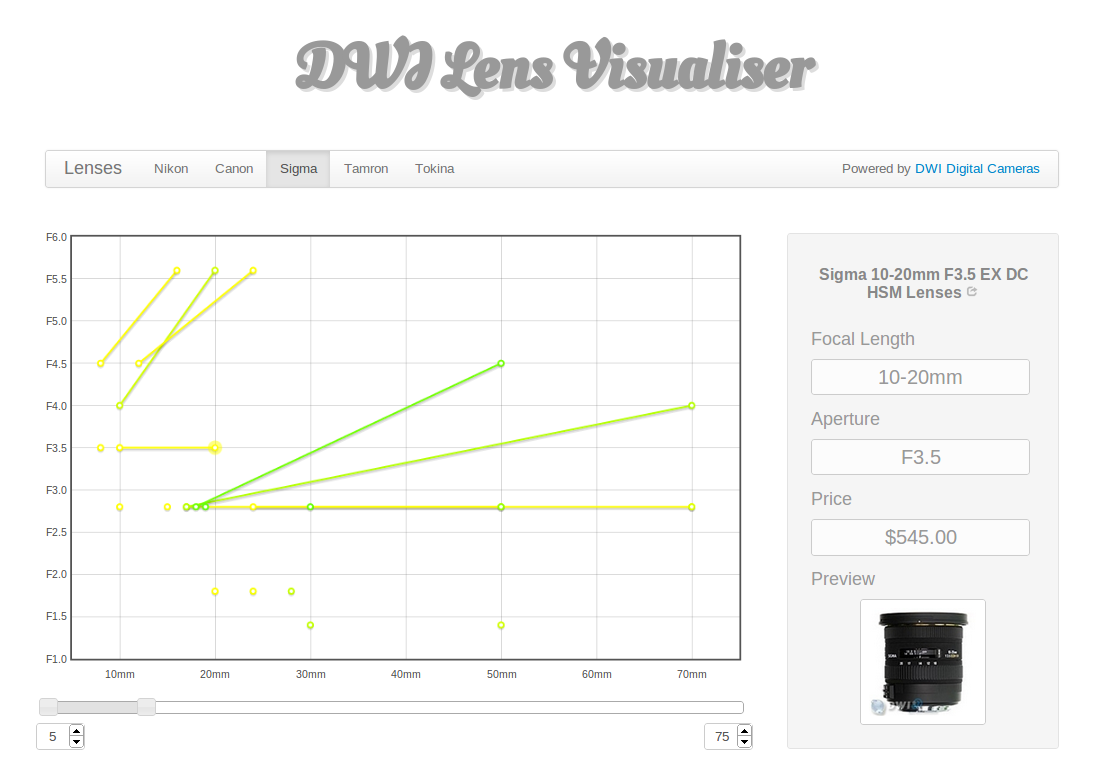 DWI Lens Visualiser
Lenses Nikon Canon Sigma Tamron Tokina Powered by DWI Digital Cameras
F6.0
F5.5
F5.0
F4.5
F4.0
F3.5
F3.0
F2.5
F2.0
F1.5
F1.0
10mm 20mm 30mm 40mm 50mm 60mm 70mm
5 75
Sigma 10-20mm F3.5 EX DC
HSM Lenses
Focal Length
10-20mm
Aperture
F3.5
Price
$545.00
Preview
SIGMA
DWI